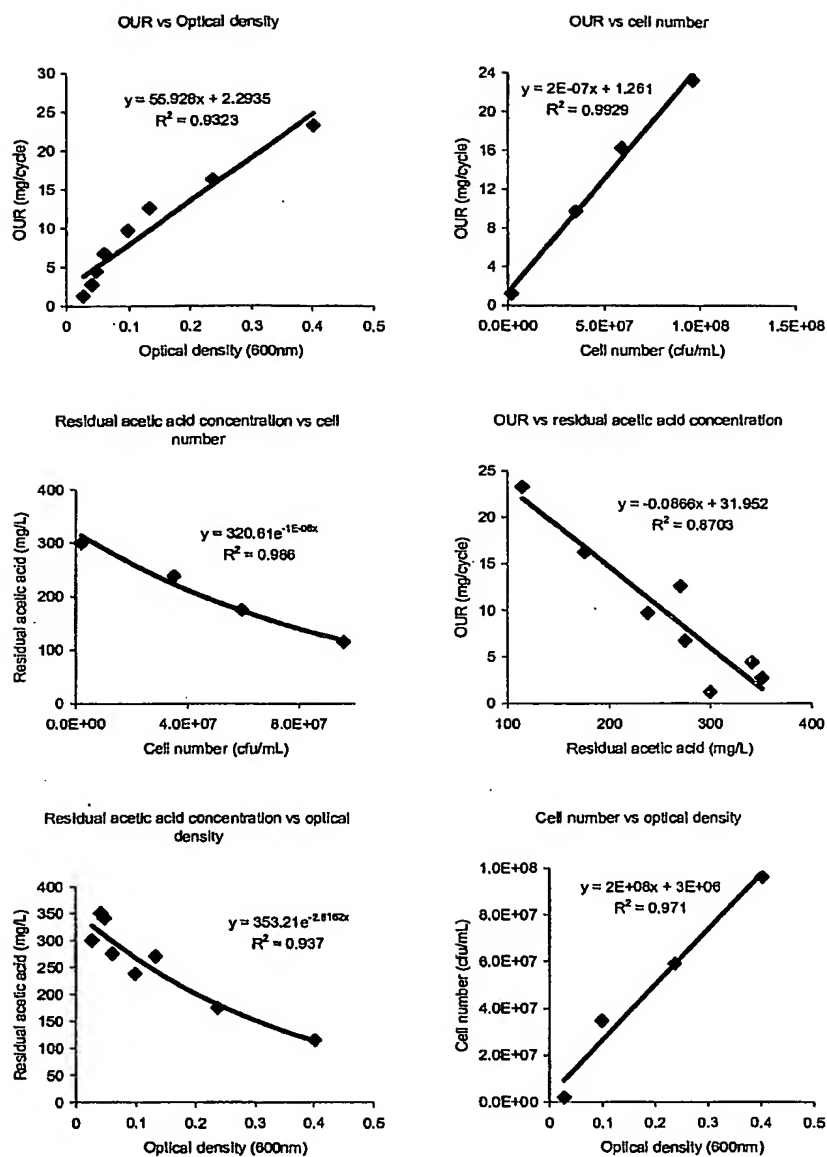 OUR vs Optical density
y = 55.928x + 2.2935
R² = 0.9323
30
25
20
15
10
5
0
0 0.1 0.2 0.3 0.4 0.5
OUR (mg/cycle)
Optical density (600nm)
OUR vs cell number
y = 2E-07x + 1.261
R² = 0.9929
24
20
16
12
8
4
0
0.0E+00 5.0E+07 1.0E+08 1.5E+08
OUR (mg/cycle)
Cell number (cfu/mL)
Residual acetic acid concentration vs cell
number
y = 320.61e^-1E-08x
R² = 0.986
400
300
200
100
0
0.0E+00 4.0E+07 8.0E+07
Residual acetic acid (mg/L)
Cell number (cfu/mL)
OUR vs residual acetic acid concentration
y = -0.0866x + 31.952
R² = 0.8703
25
20
15
10
5
0
100 200 300 400
OUR (mg/cycle)
Residual acetic acid (mg/L)
Residual acetic acid concentration vs optical
density
y = 353.21e^-2.8162x
R² = 0.937
400
350
300
250
200
150
100
50
0
0 0.1 0.2 0.3 0.4 0.5
Residual acetic acid (mg/L)
Optical density (600nm)
Cell number vs optical density
y = 2E+08x + 3E+06
R² = 0.971
1.0E+08
8.0E+07
6.0E+07
4.0E+07
2.0E+07
0.0E+00
0 0.1 0.2 0.3 0.4 0.5
Cell number (cfu/mL)
Optical density (600nm)